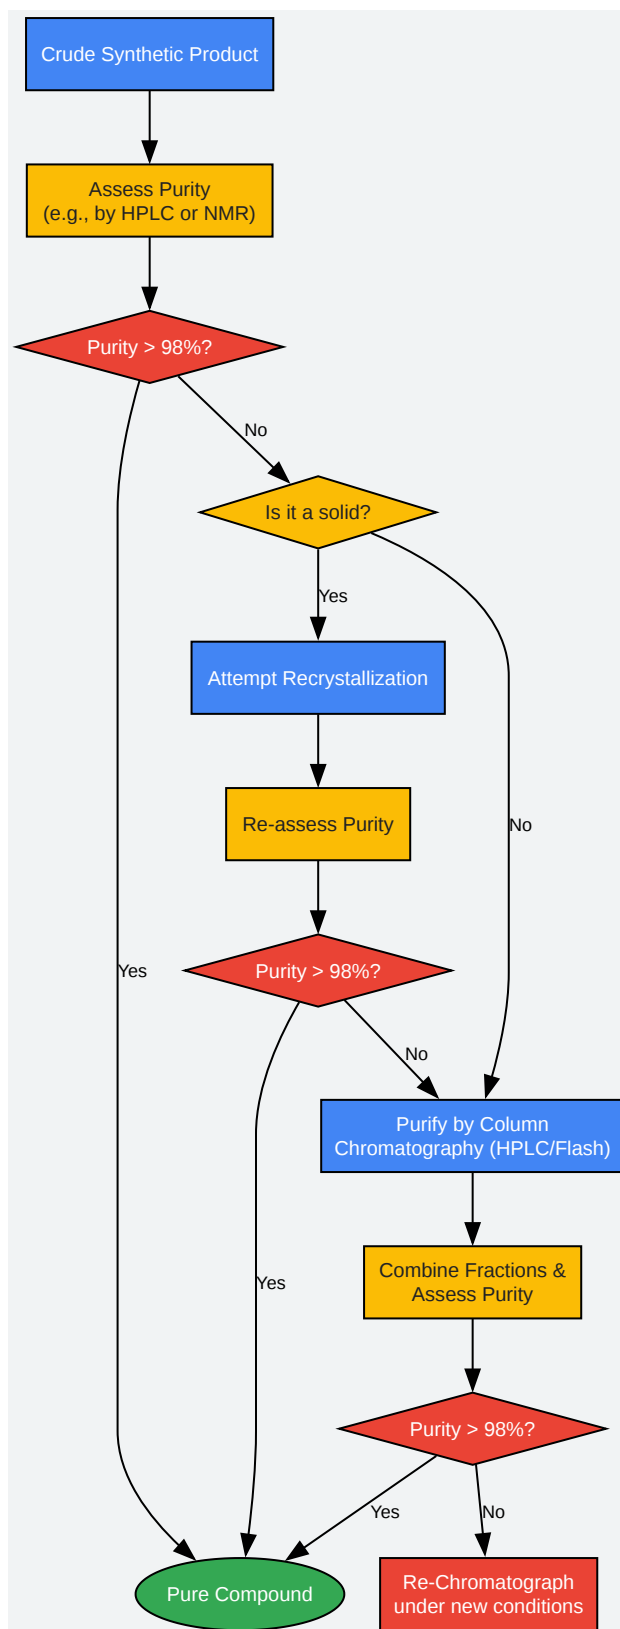 Crude Synthetic Product
Assess Purity
(e.g., by HPLC or NMR)
Purity > 98%?
No
Is it a solid?
Yes
Attempt Recrystallization
Re-assess Purity
No
Purity > 98%?
Yes
No
Purify by Column
Chromatography (HPLC/Flash)
Combine Fractions &
Assess Purity
Yes
Purity > 98%?
Yes
No
Pure Compound
Re-Chromatograph
under new conditions